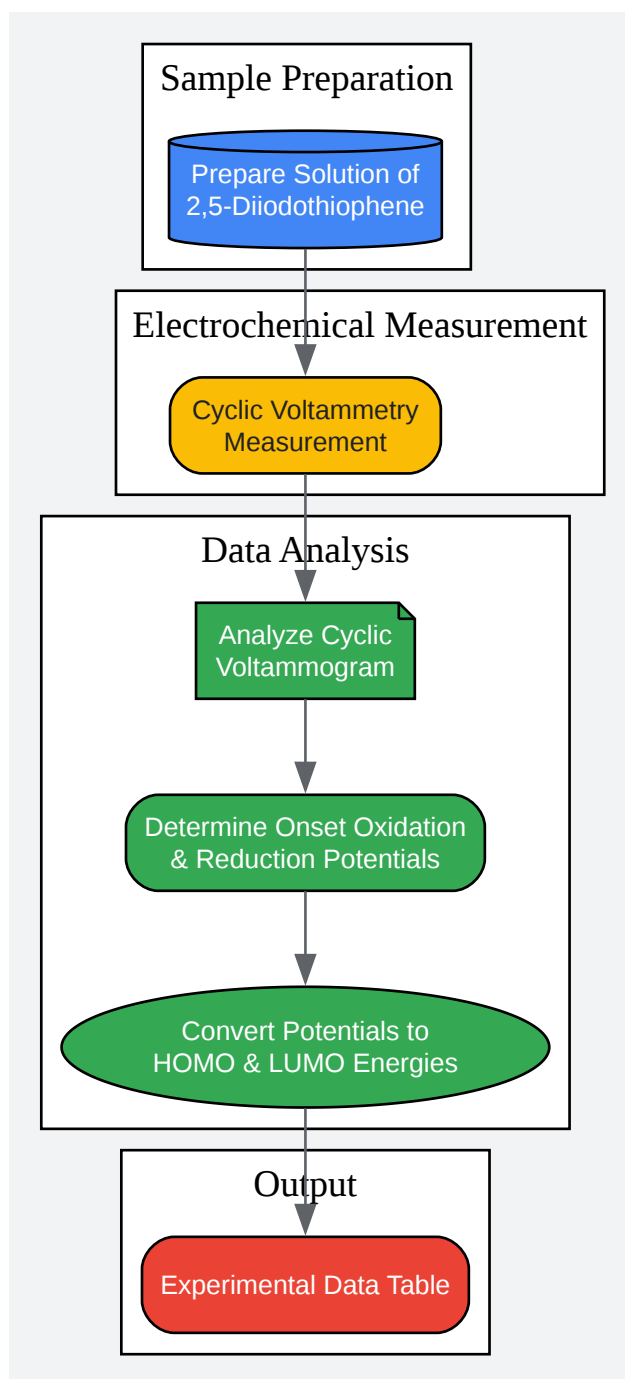 Sample Preparation
Prepare Solution of
2,5-Diiodothiophene
Electrochemical Measurement
Cyclic Voltammetry
Measurement
Data Analysis
Analyze Cyclic
Voltammogram
Determine Onset Oxidation
& Reduction Potentials
Convert Potentials to
HOMO & LUMO Energies
Output
Experimental Data Table